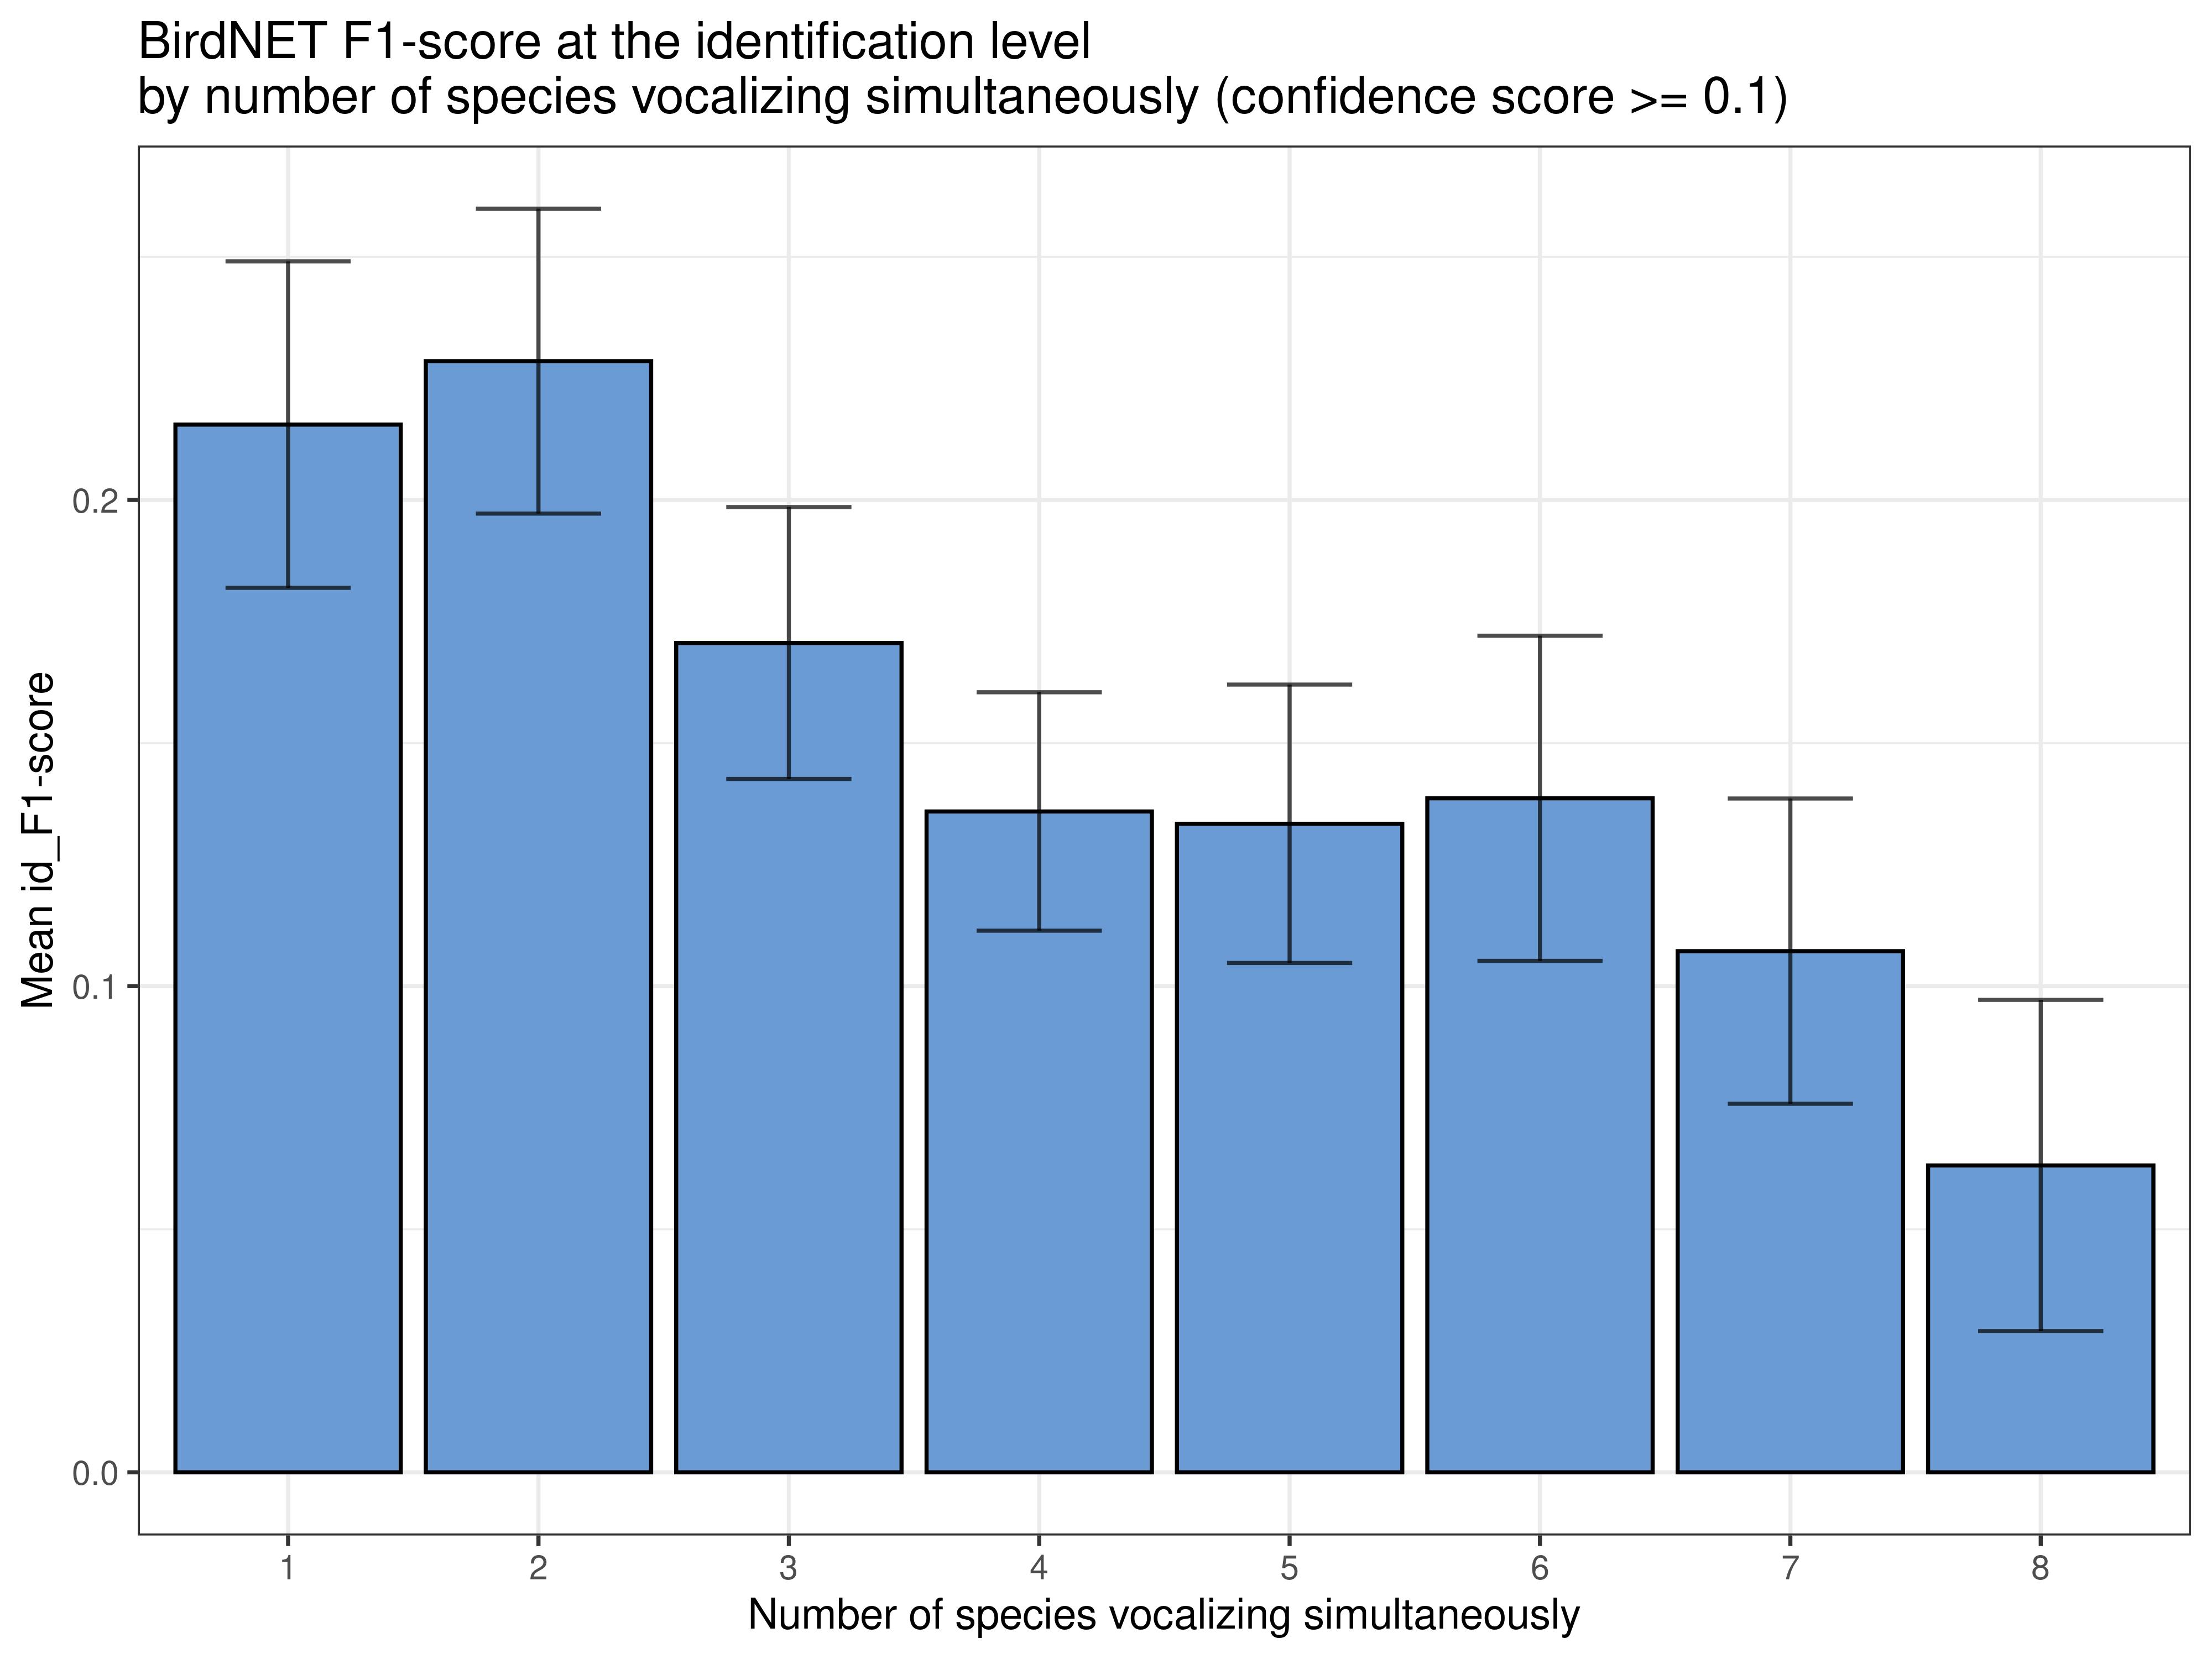 BirdNET F1-score at the identification level
by number of species vocalizing simultaneously (confidence score >= 0.1)
Mean id_F1-score
0.2
0.1
0.0
1 2 3 4 5 6 7 8
Number of species vocalizing simultaneously